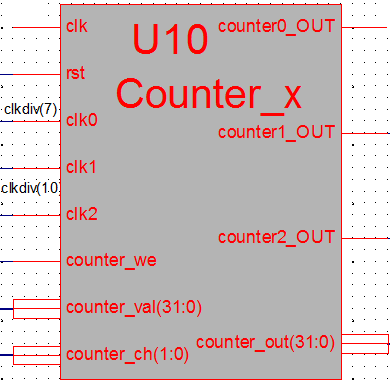 clk
counter0_OUT
U10
rst
Counter_x
clkdiv(7)
clk0
counter1_OUT
clk1
clkdiv(10)
clk2
counter2_OUT
counter_we
counter_val(31:0)
counter_out(31:0)
counter_ch(1:0)